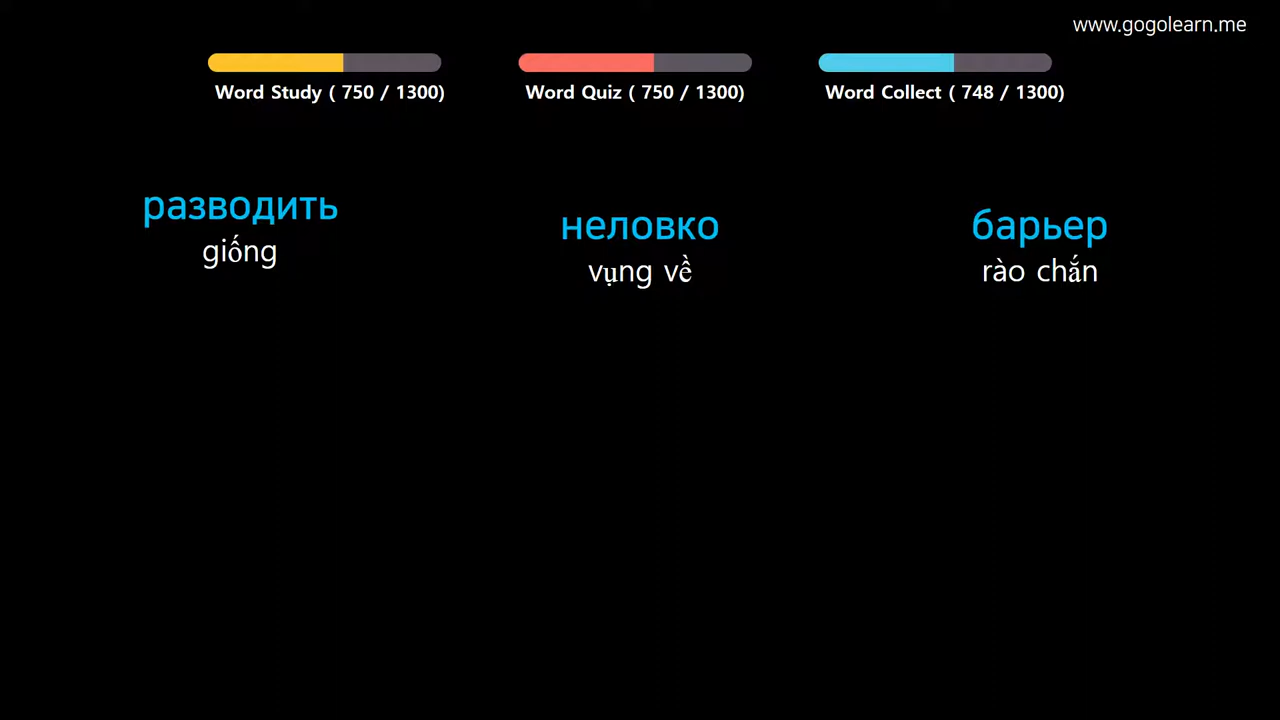 www.gogolearn.me
Word Study ( 750 / 1300)
Word Quiz ( 750 / 1300)
Word Collect ( 748 / 1300)
разводить
giống
неловко
vụng về
барьер
rào chắn